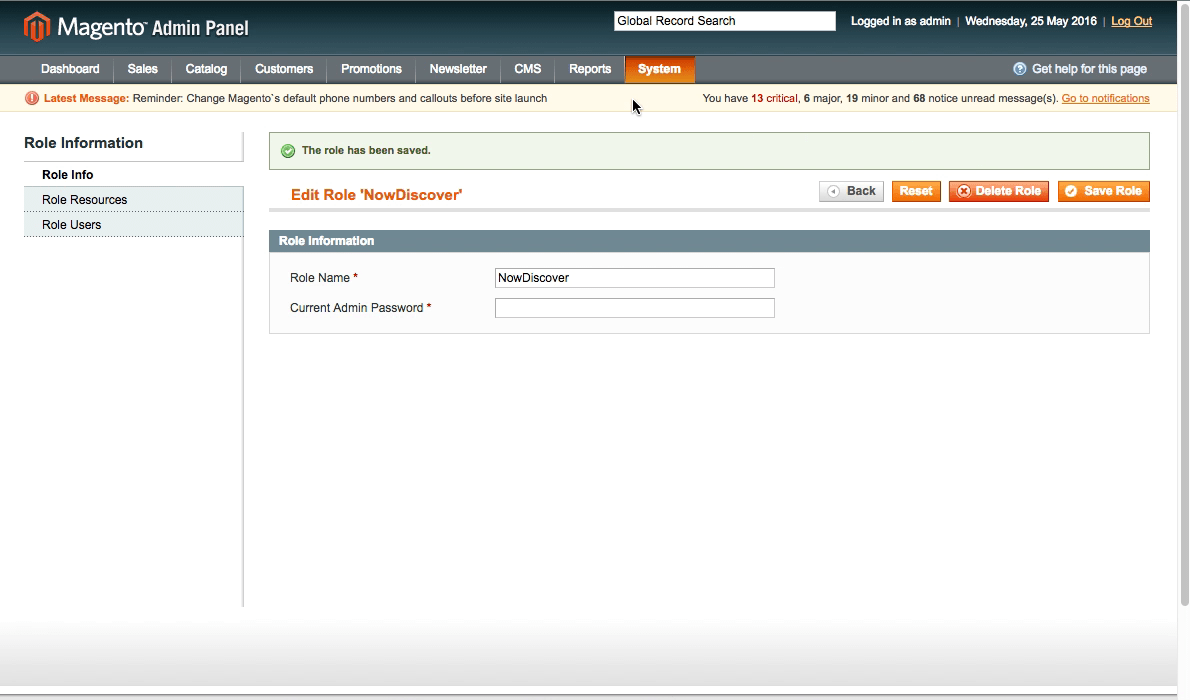 Magento Admin Panel
Global Record Search
Logged in as admin | Wednesday, 25 May 2016 | Log Out
Dashboard Sales Catalog Customers Promotions Newsletter CMS Reports System Get help for this page
Latest Message: Reminder: Change Magento`s default phone numbers and callouts before site launch You have 13 critical, 6 major, 19 minor and 68 notice unread message(s). Go to notifications
Role Information
Role Info
Role Resources
Role Users
The role has been saved.
Edit Role 'NowDiscover' Back Reset Delete Role Save Role
Role Information
Role Name * NowDiscover
Current Admin Password *